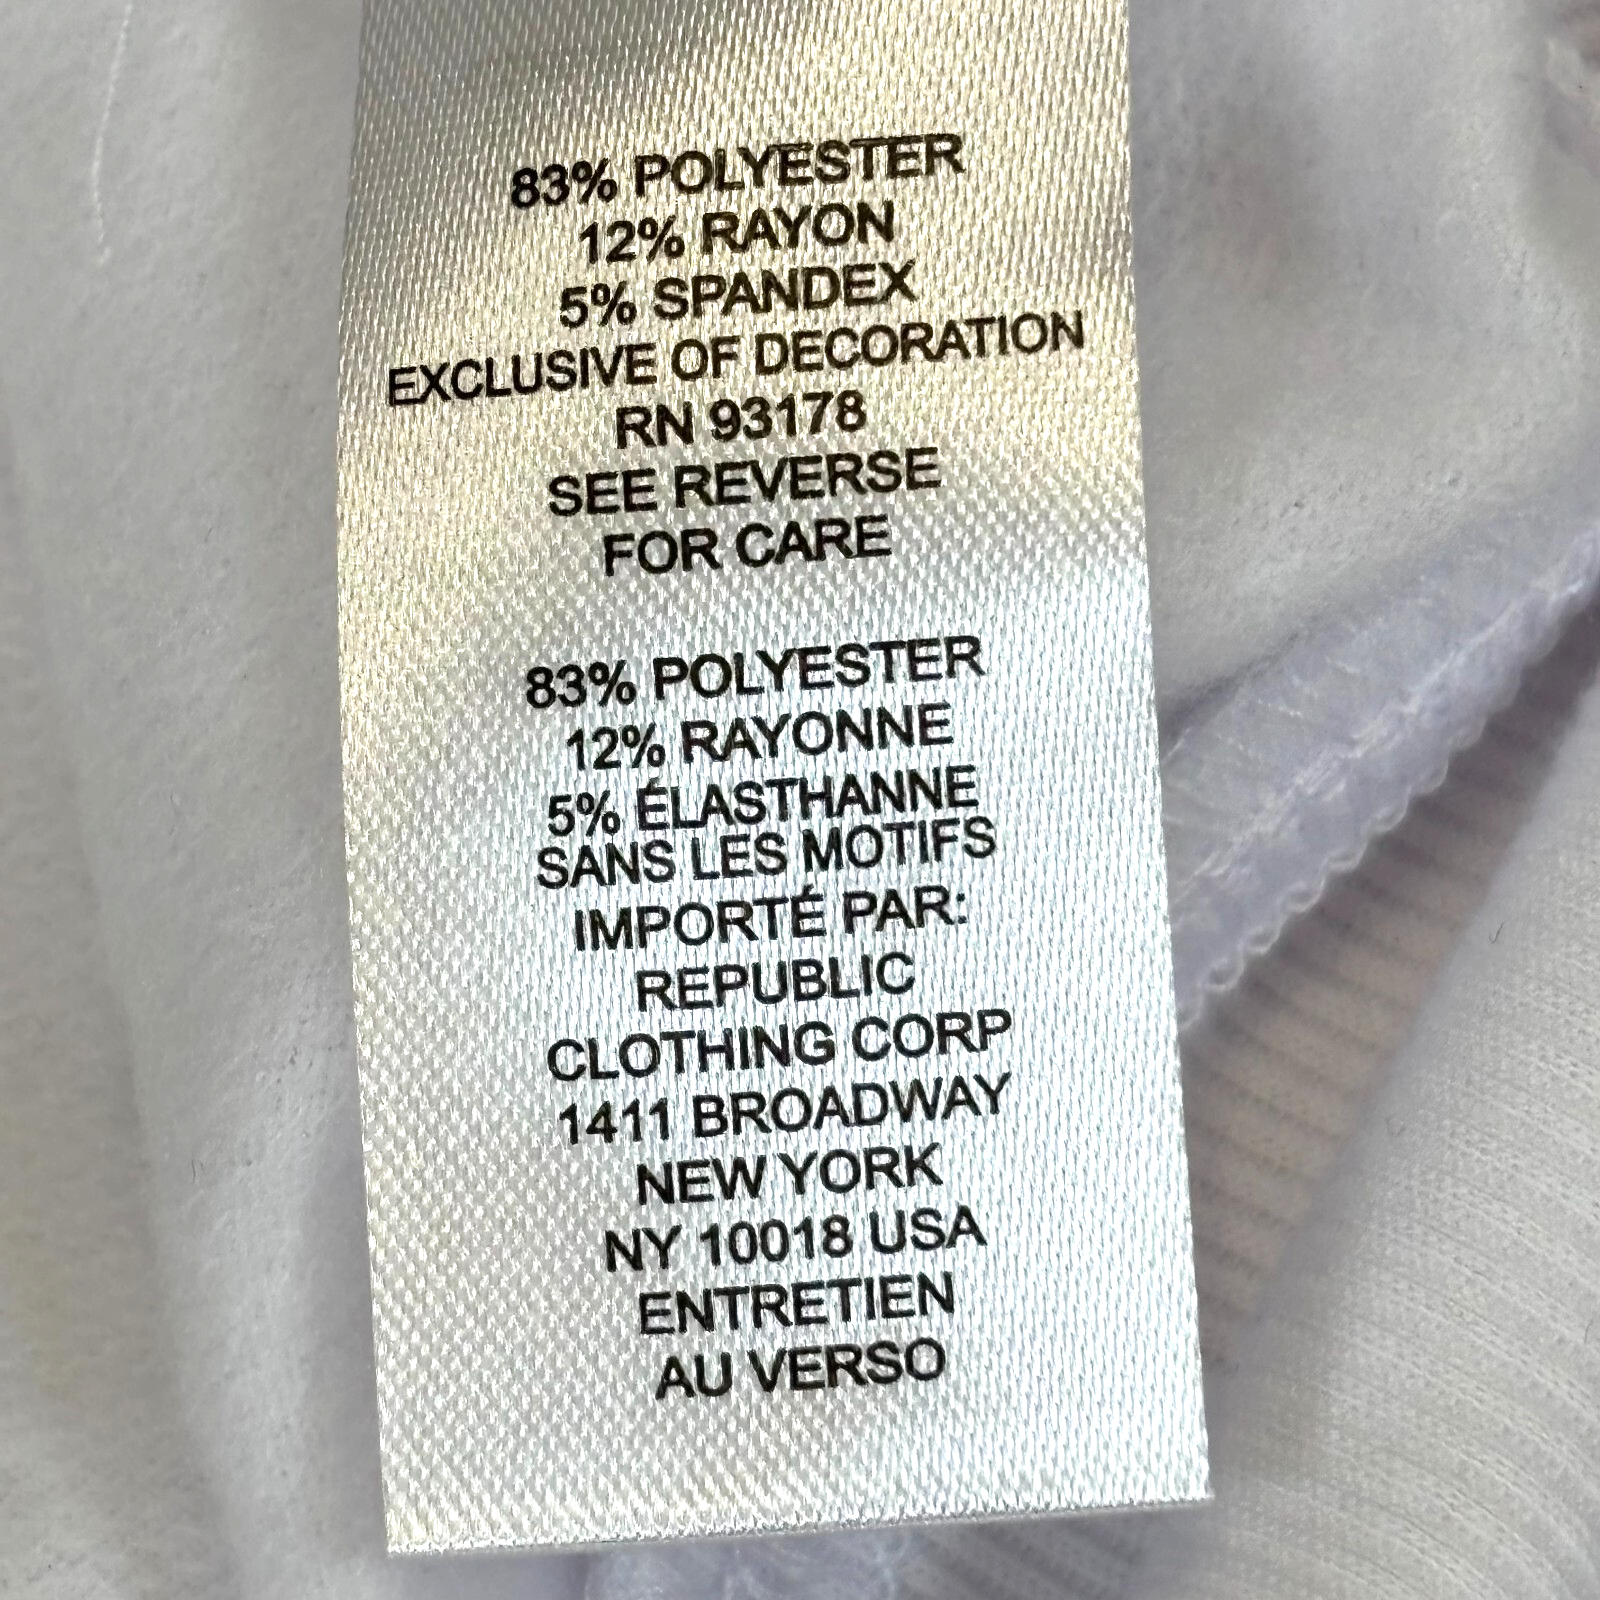 83% POLYESTER
12% RAYON
5% SPANDEX
EXCLUSIVE OF DECORATION
RN 93178
SEE REVERSE
FOR CARE
83% POLYESTER
12% RAYONNE
5% ÉLASTHANNE
SANS LES MOTIFS
IMPORTÉ PAR:
REPUBLIC
CLOTHING CORP
1411 BROADWAY
NEW YORK
NY 10018 USA
ENTRETIEN
AU VERSO